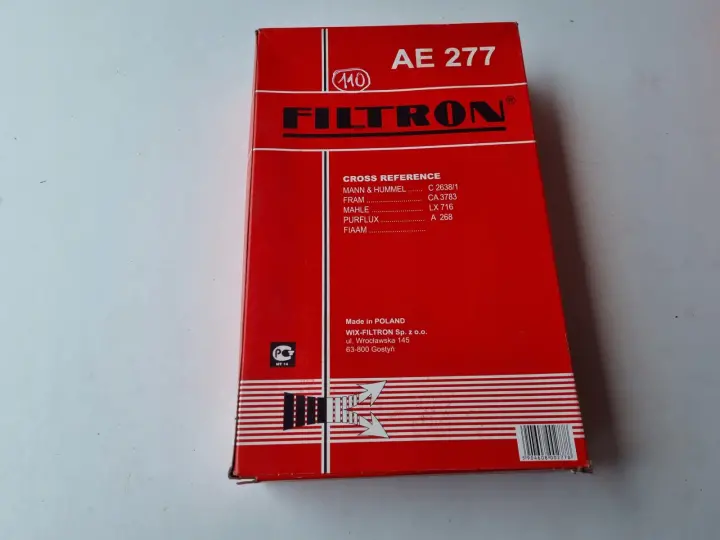 AE 277
110
FILTRON®
CROSS REFERENCE
MANN & HUMMEL ...... C 2638/1
FRAM ........................ CA 3783
MAHLE ...................... LX 716
PURFLUX ................... A 268
FIAAM ........................
Made in POLAND
WIX-FILTRON Sp. z o.o.
ul. Wrocławska 145
63-800 Gostyń